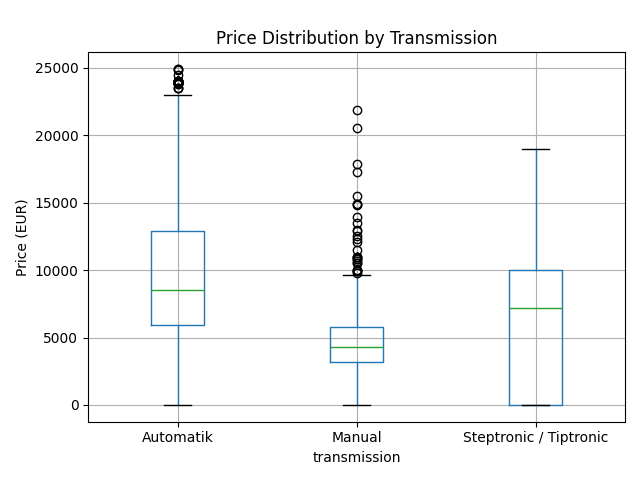 Price Distribution by Transmission
25000
20000
15000
10000
5000
0
Price (EUR)
Automatik
Manual
Steptronic / Tiptronic
transmission